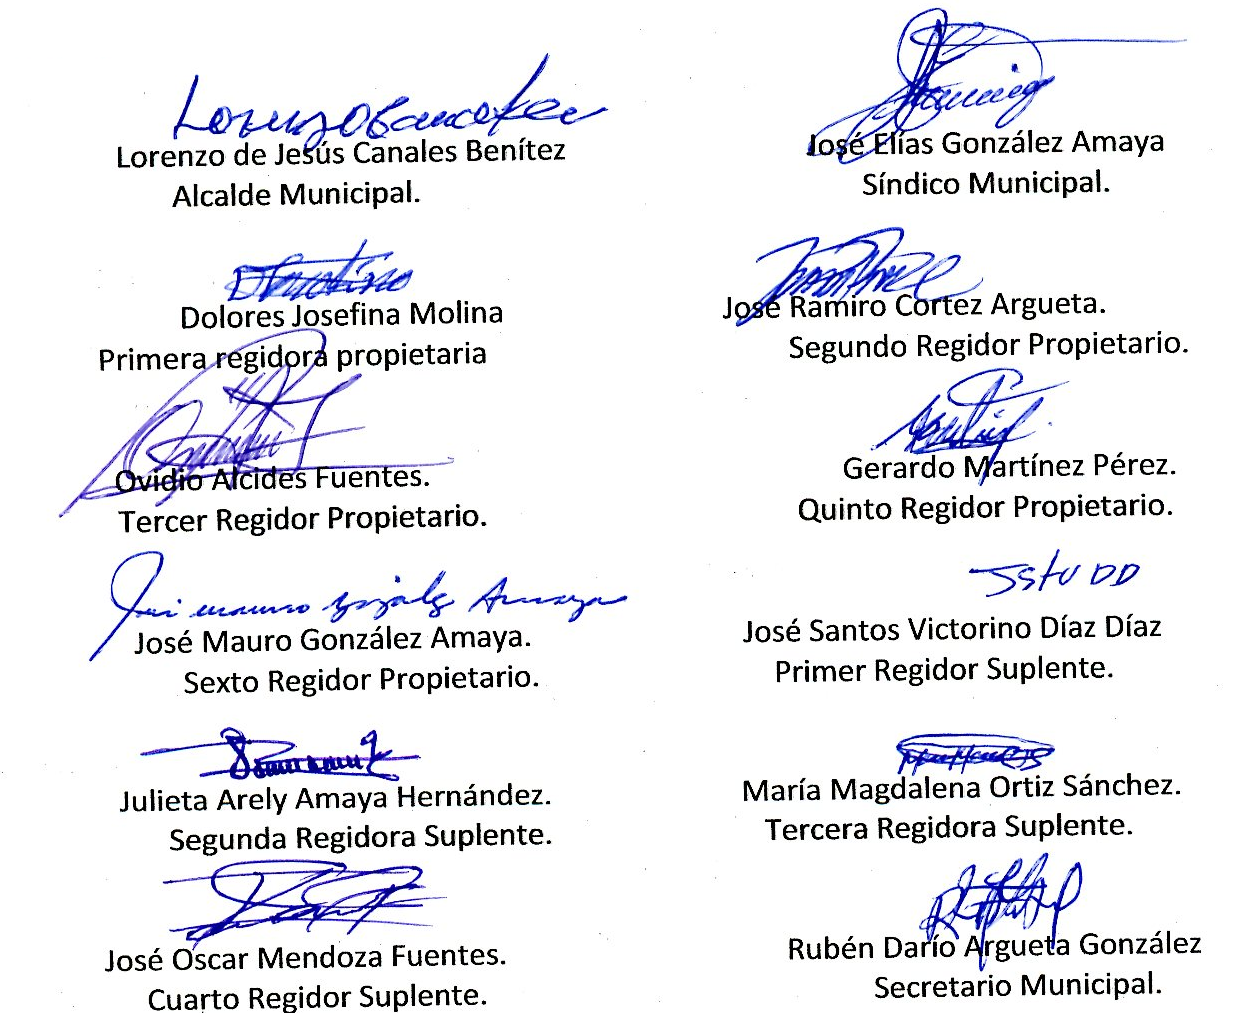 Lorenzo de Jesús Canales Benítez
Alcalde Municipal.
José Elías González Amaya
Síndico Municipal.
Dolores Josefina Molina
Primera regidora propietaria
José Ramiro Cortez Argueta.
Segundo Regidor Propietario.
Ovidio Alcides Fuentes.
Tercer Regidor Propietario.
Gerardo Martínez Pérez.
Quinto Regidor Propietario.
José Mauro González Amaya.
Sexto Regidor Propietario.
José Santos Victorino Díaz Díaz
Primer Regidor Suplente.
Julieta Arely Amaya Hernández.
Segunda Regidora Suplente.
María Magdalena Ortiz Sánchez.
Tercera Regidora Suplente.
José Oscar Mendoza Fuentes.
Cuarto Regidor Suplente.
Rubén Darío Argueta González
Secretario Municipal.